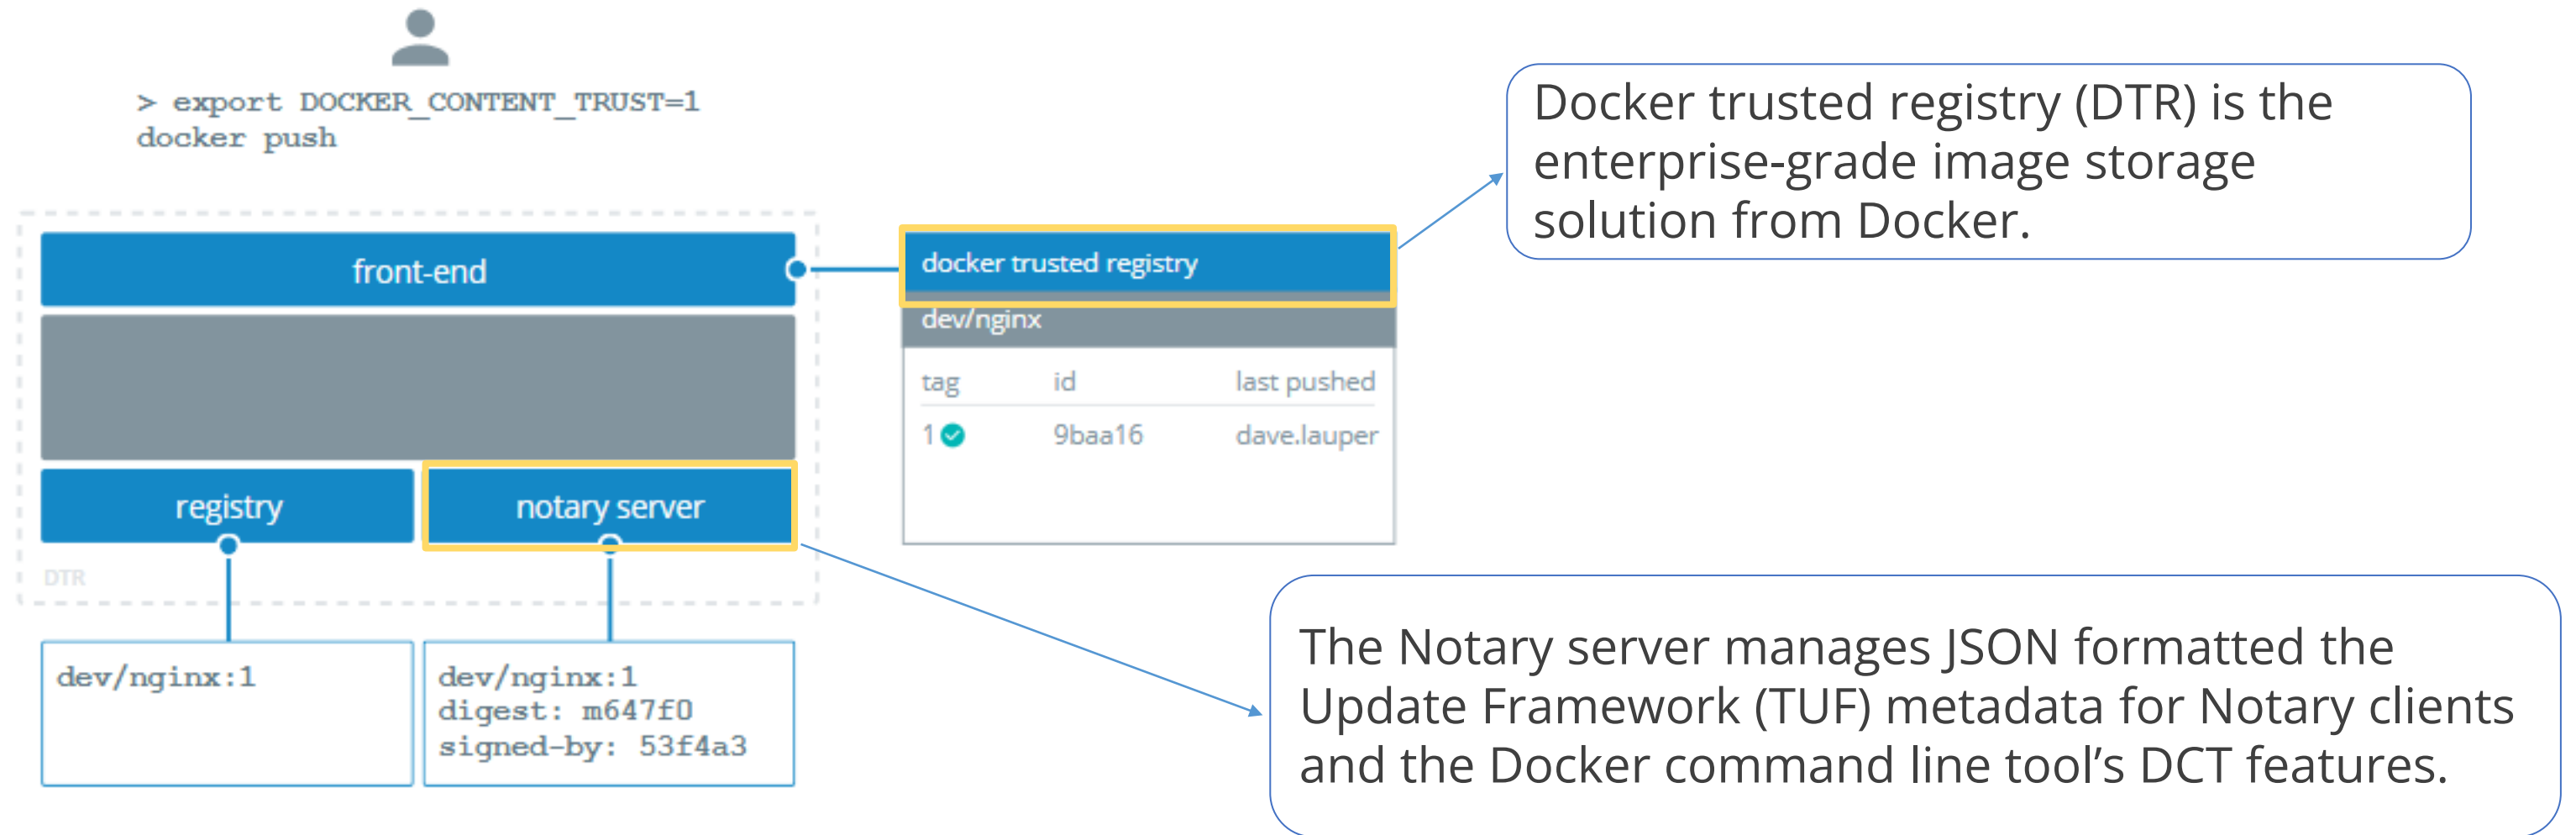 > export DOCKER_CONTENT_TRUST=1
docker push
Docker trusted registry (DTR) is the
enterprise-grade image storage
solution from Docker.
front-end
docker trusted registry
dev/nginx
tag id last pushed
1 9baa16 dave.lauper
registry
notary server
DTR
dev/nginx:1
dev/nginx:1
digest: m647f0
signed-by: 53f4a3
The Notary server manages JSON formatted the
Update Framework (TUF) metadata for Notary clients
and the Docker command line tool’s DCT features.